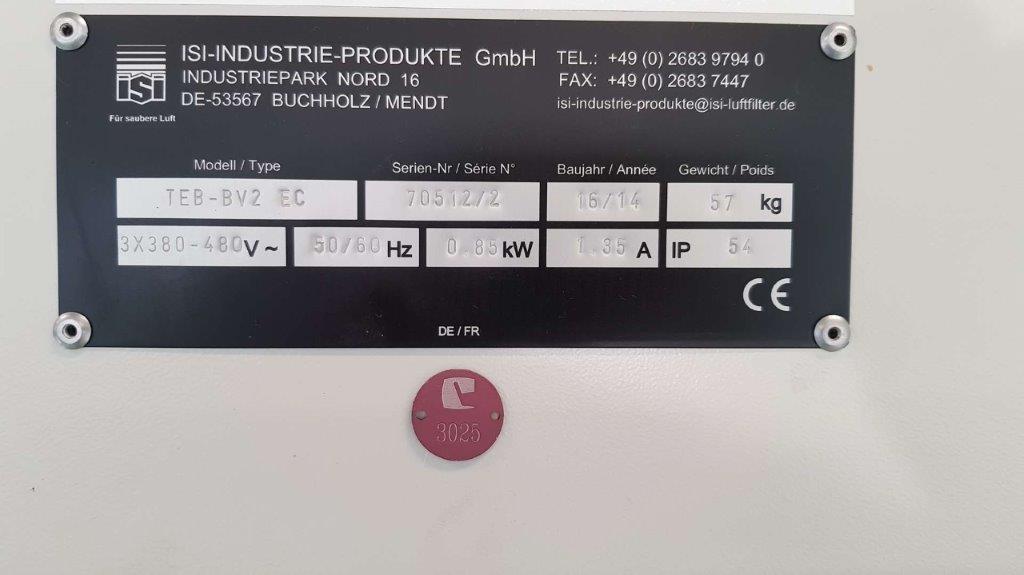 ISI
Für saubere Luft
ISI-INDUSTRIE-PRODUKTE GmbH
INDUSTRIEPARK NORD 16
DE-53567 BUCHHOLZ / MENDT
TEL.: +49 (0) 2683 9794 0
FAX: +49 (0) 2683 7447
isi-industrie-produkte@isi-luftfilter.de
Modell / Type Serien-Nr / Série N° Baujahr / Année Gewicht / Poids
TEB-BV2 EC 70512/2 16/14 57 kg
3X380-480 V ~ 50/60 Hz 0.85 kW 1.35 A IP 54
CE
DE / FR
3025